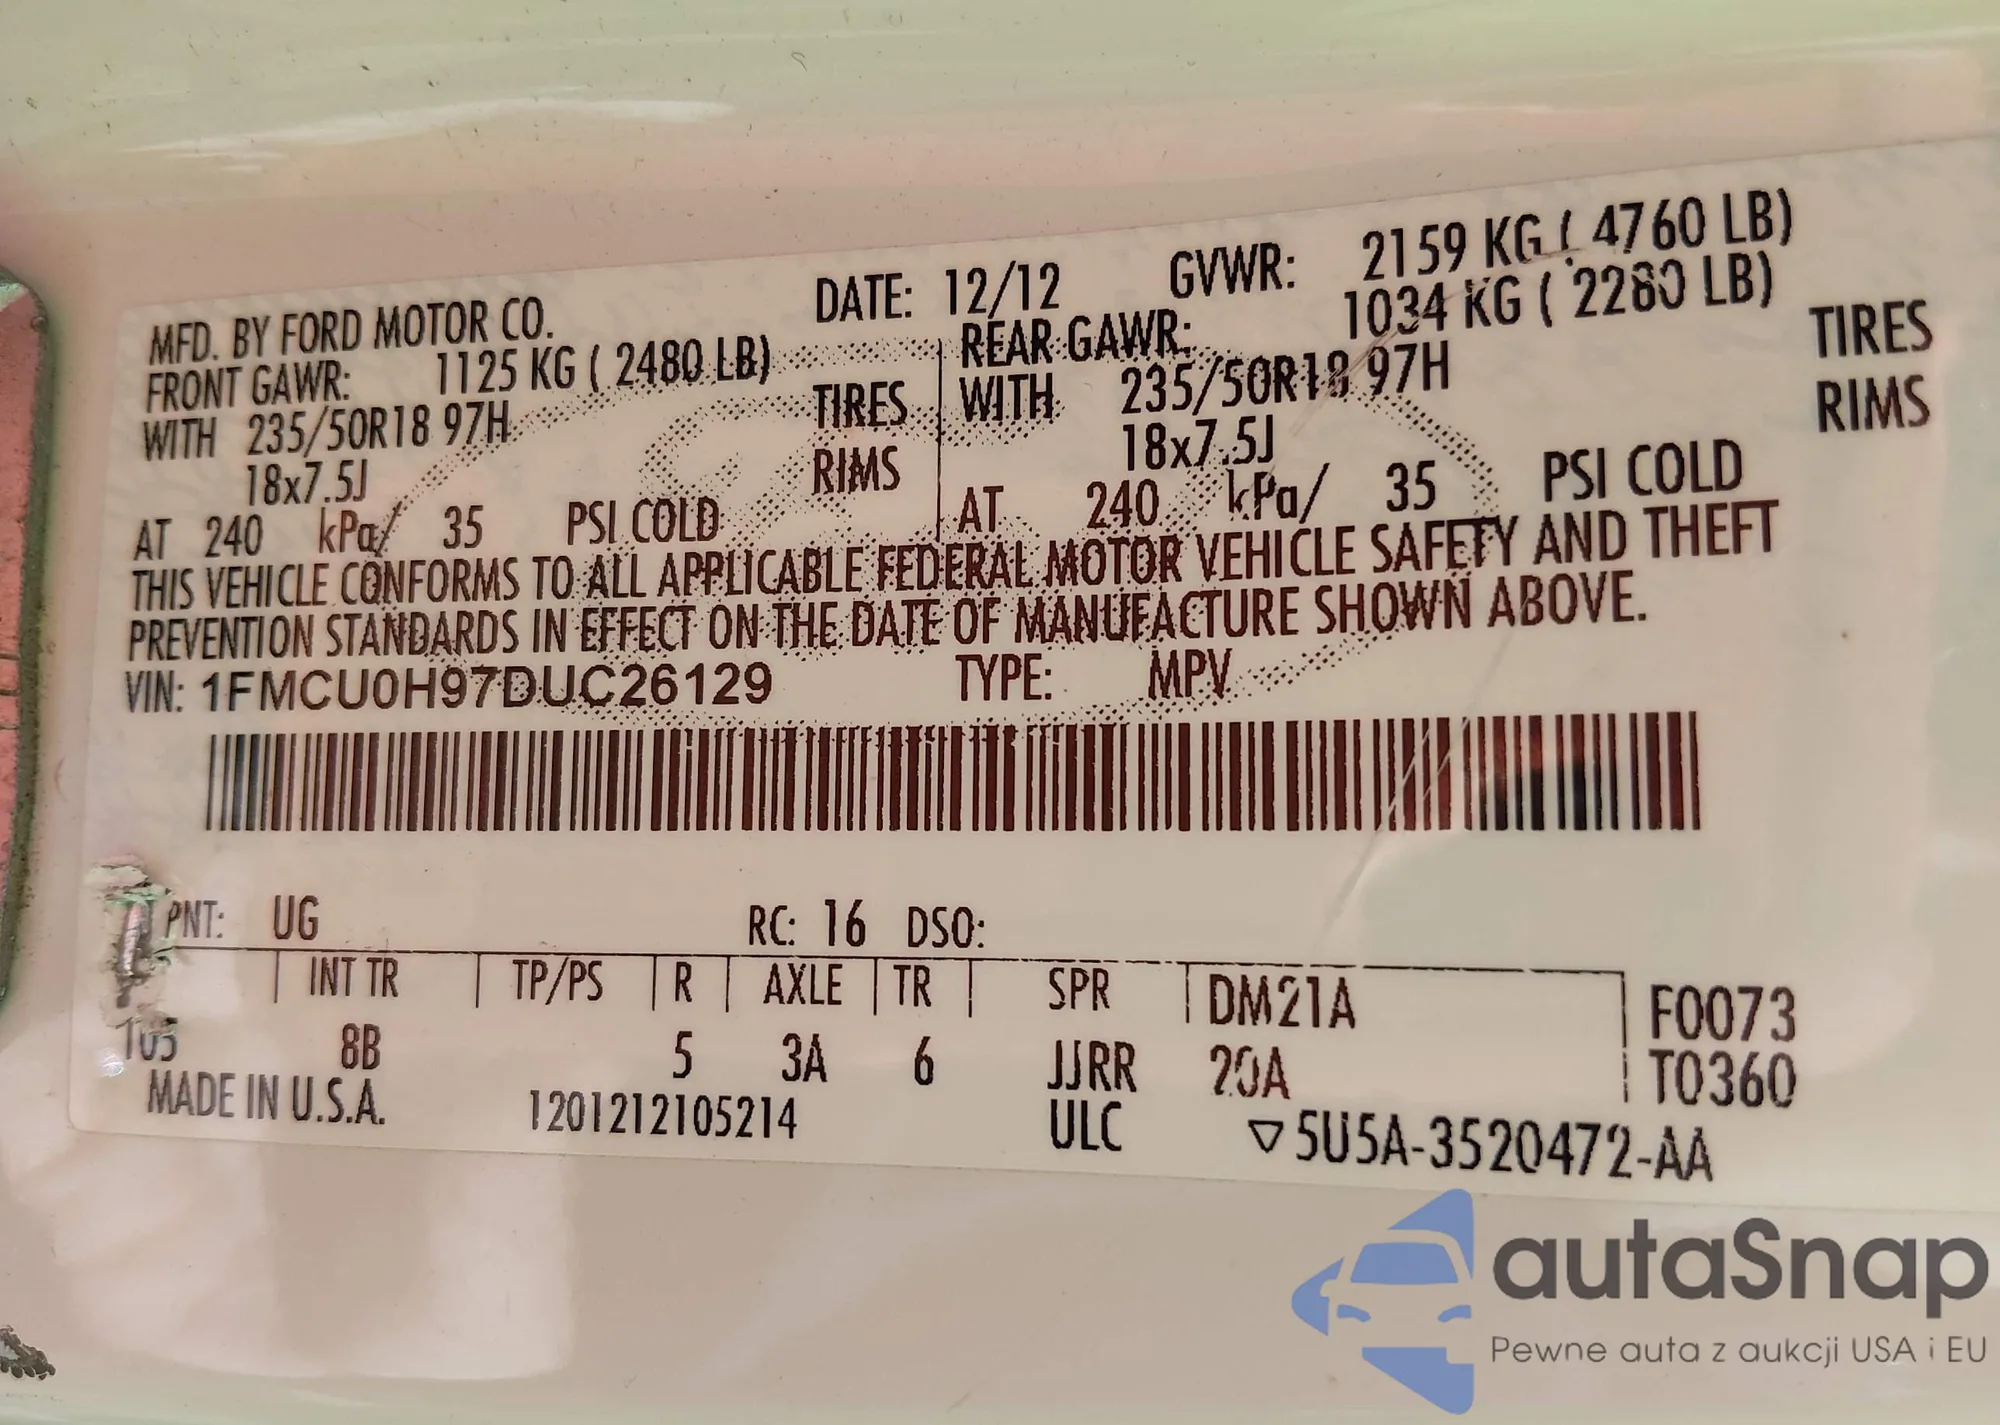 MFD. BY FORD MOTOR CO. DATE: 12/12 GVWR: 2159 KG ( 4760 LB)
FRONT GAWR: 1125 KG ( 2480 LB) REAR GAWR: 1034 KG ( 2280 LB)
WITH 235/50R18 97H TIRES WITH 235/50R18 97H TIRES
18x7.5J RIMS 18x7.5J RIMS
AT 240 kPa/ 35 PSI COLD AT 240 kPa/ 35 PSI COLD
THIS VEHICLE CONFORMS TO ALL APPLICABLE FEDERAL MOTOR VEHICLE SAFETY AND THEFT
PREVENTION STANDARDS IN EFFECT ON THE DATE OF MANUFACTURE SHOWN ABOVE.
VIN: 1FMCU0H97DUC26129 TYPE: MPV
PNT: UG RC: 16 DSO:
INT TR TP/PS R AXLE TR SPR DM21A F0073
105 8B 5 3A 6 JJRR 20A T0360
MADE IN U.S.A. 1201212105214 ULC ▽5U5A-3520472-AA
autaSnap
Pewne auta z aukcji USA i EU